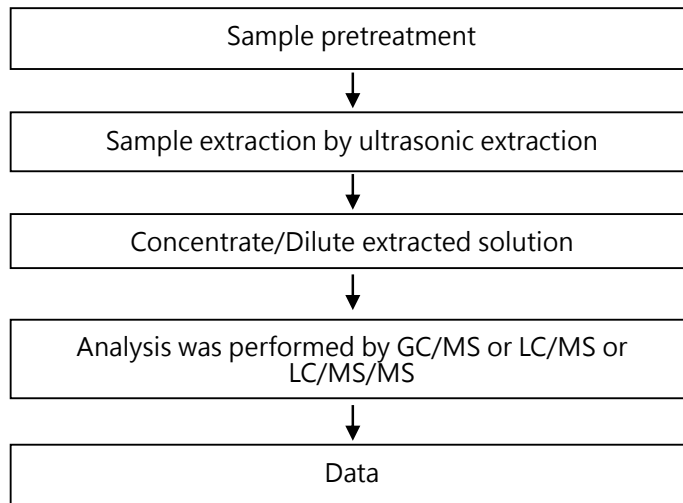 Sample pretreatment
Sample extraction by ultrasonic extraction
Concentrate/Dilute extracted solution
Analysis was performed by GC/MS or LC/MS or
LC/MS/MS
Data